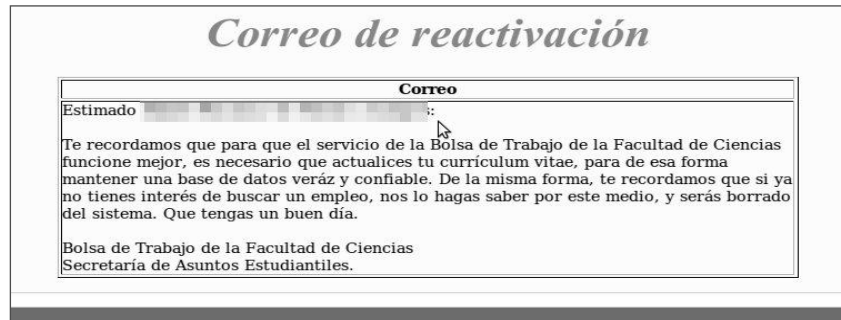 Correo de reactivación
Correo
Estimado
Te recordamos que para que el servicio de la Bolsa de Trabajo de la Facultad de Ciencias
funcione mejor, es necesario que actualices tu currículum vitae, para de esa forma
mantener una base de datos veráz y confiable. De la misma forma, te recordamos que si ya
no tienes interés de buscar un empleo, nos lo hagas saber por este medio, y serás borrado
del sistema. Que tengas un buen día.
Bolsa de Trabajo de la Facultad de Ciencias
Secretaría de Asuntos Estudiantiles.